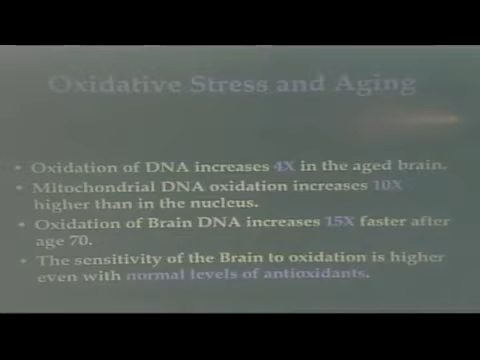 Oxidative Stress and Aging
• Oxidation of DNA increases 4X in the aged brain.
• Mitochondrial DNA oxidation increases 10X
higher than in the nucleus.
• Oxidation of Brain DNA increases 15X faster after
age 70.
• The sensitivity of the Brain to oxidation is higher
even with normal levels of antioxidants.